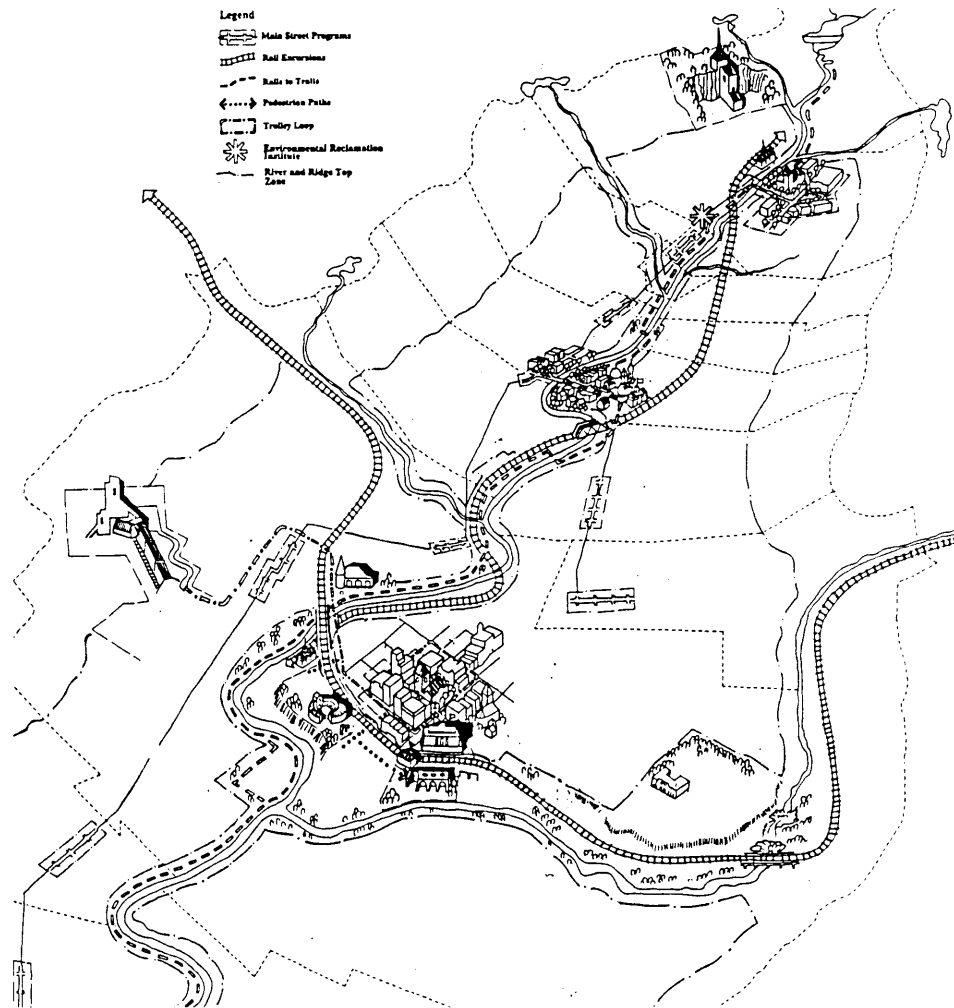 Legend
Main Street Programs
Rail Excursions
Rails to Trails
Pedestrian Paths
Trolley Loop
Environmental Reclamation
Institute
River and Ridge Top
Zone